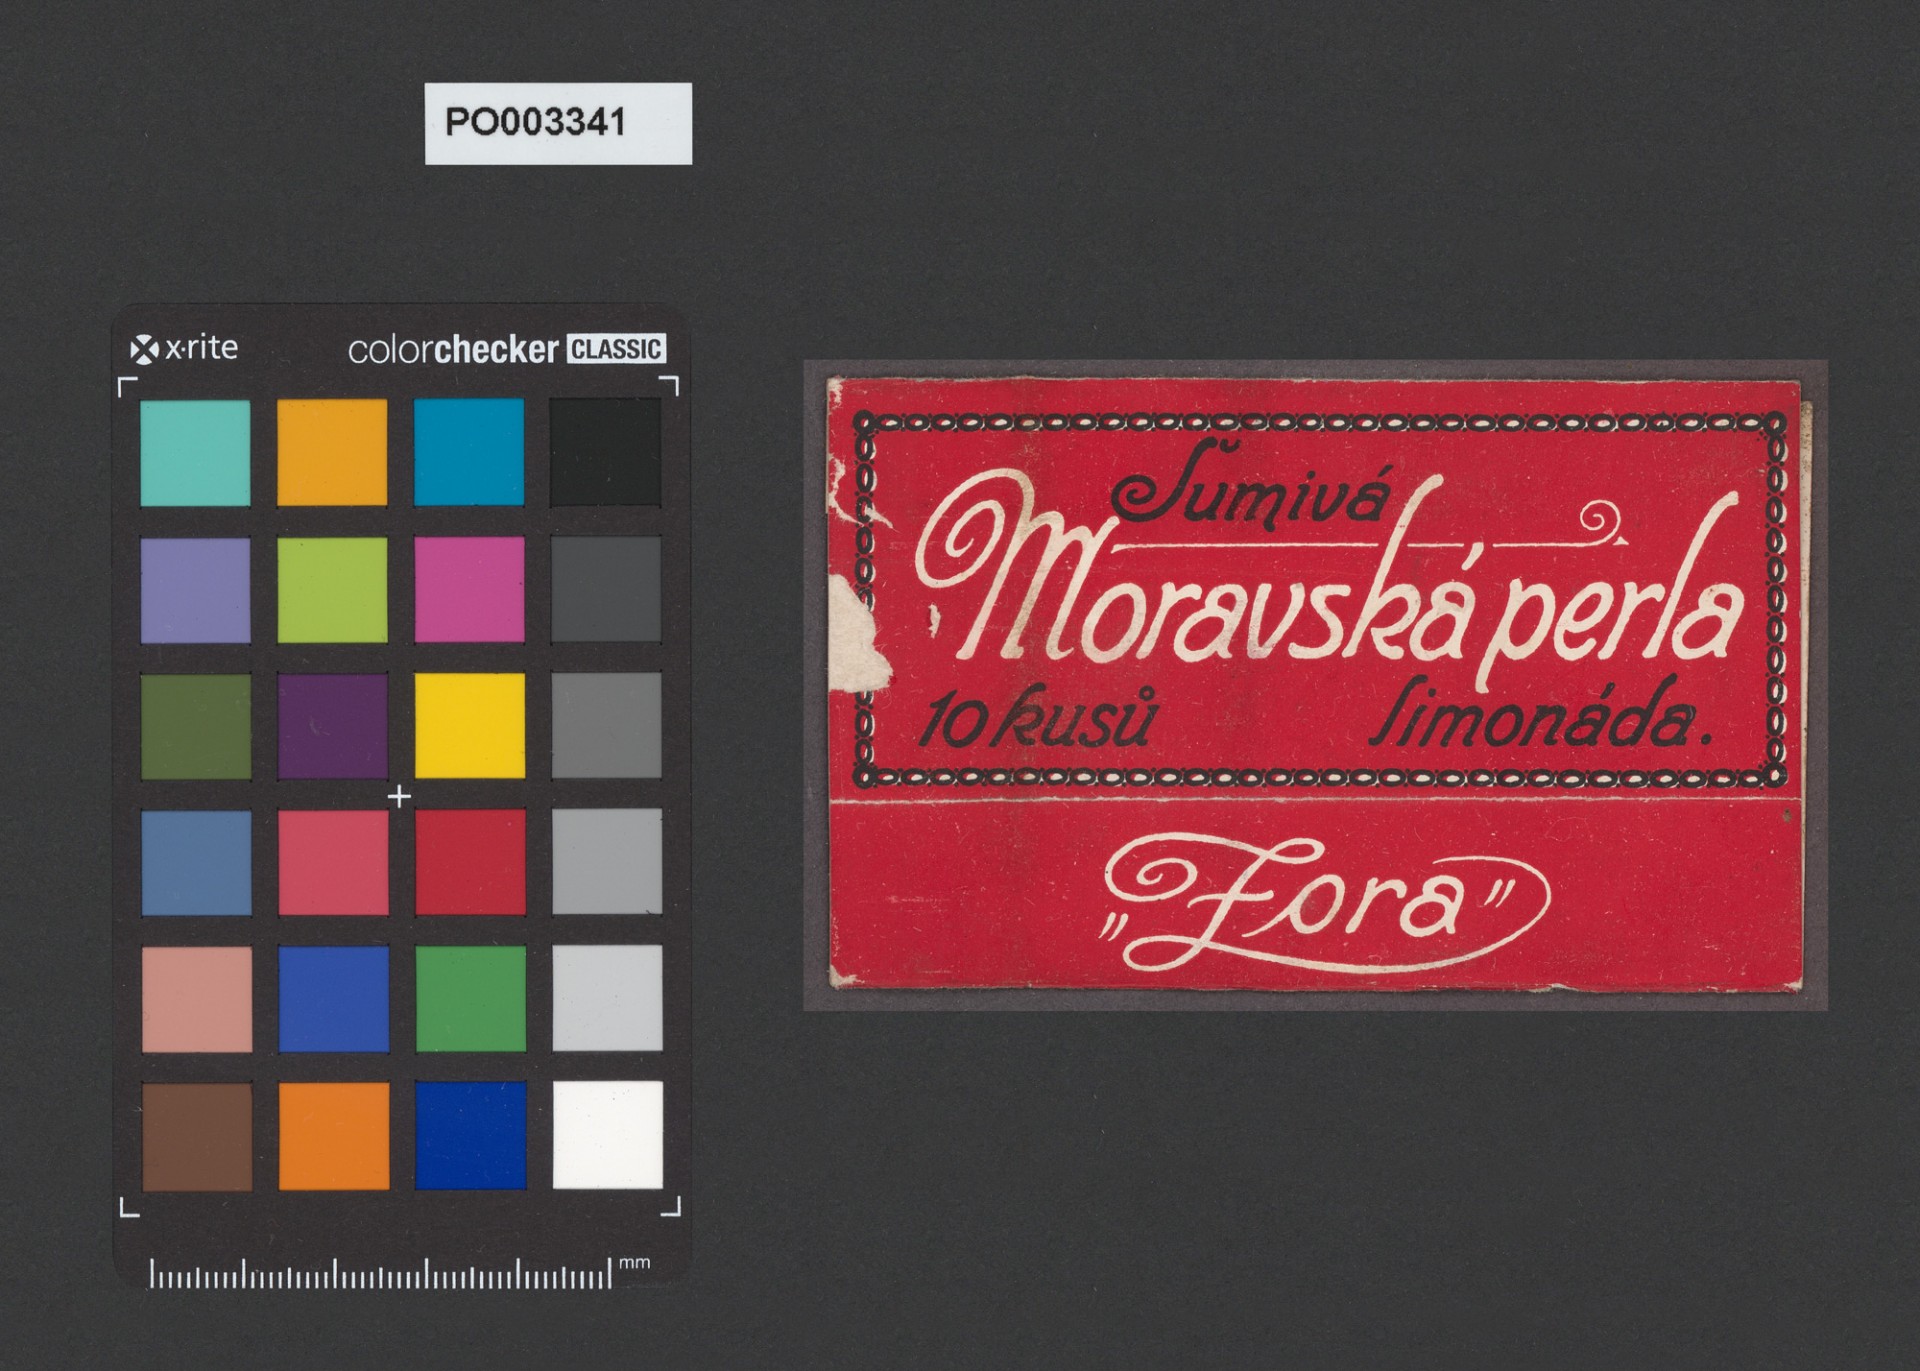 PO003341
x·rite colorchecker CLASSIC
Šumivá
Moravská perla
10 kusů limonáda.
„Zora"
mm